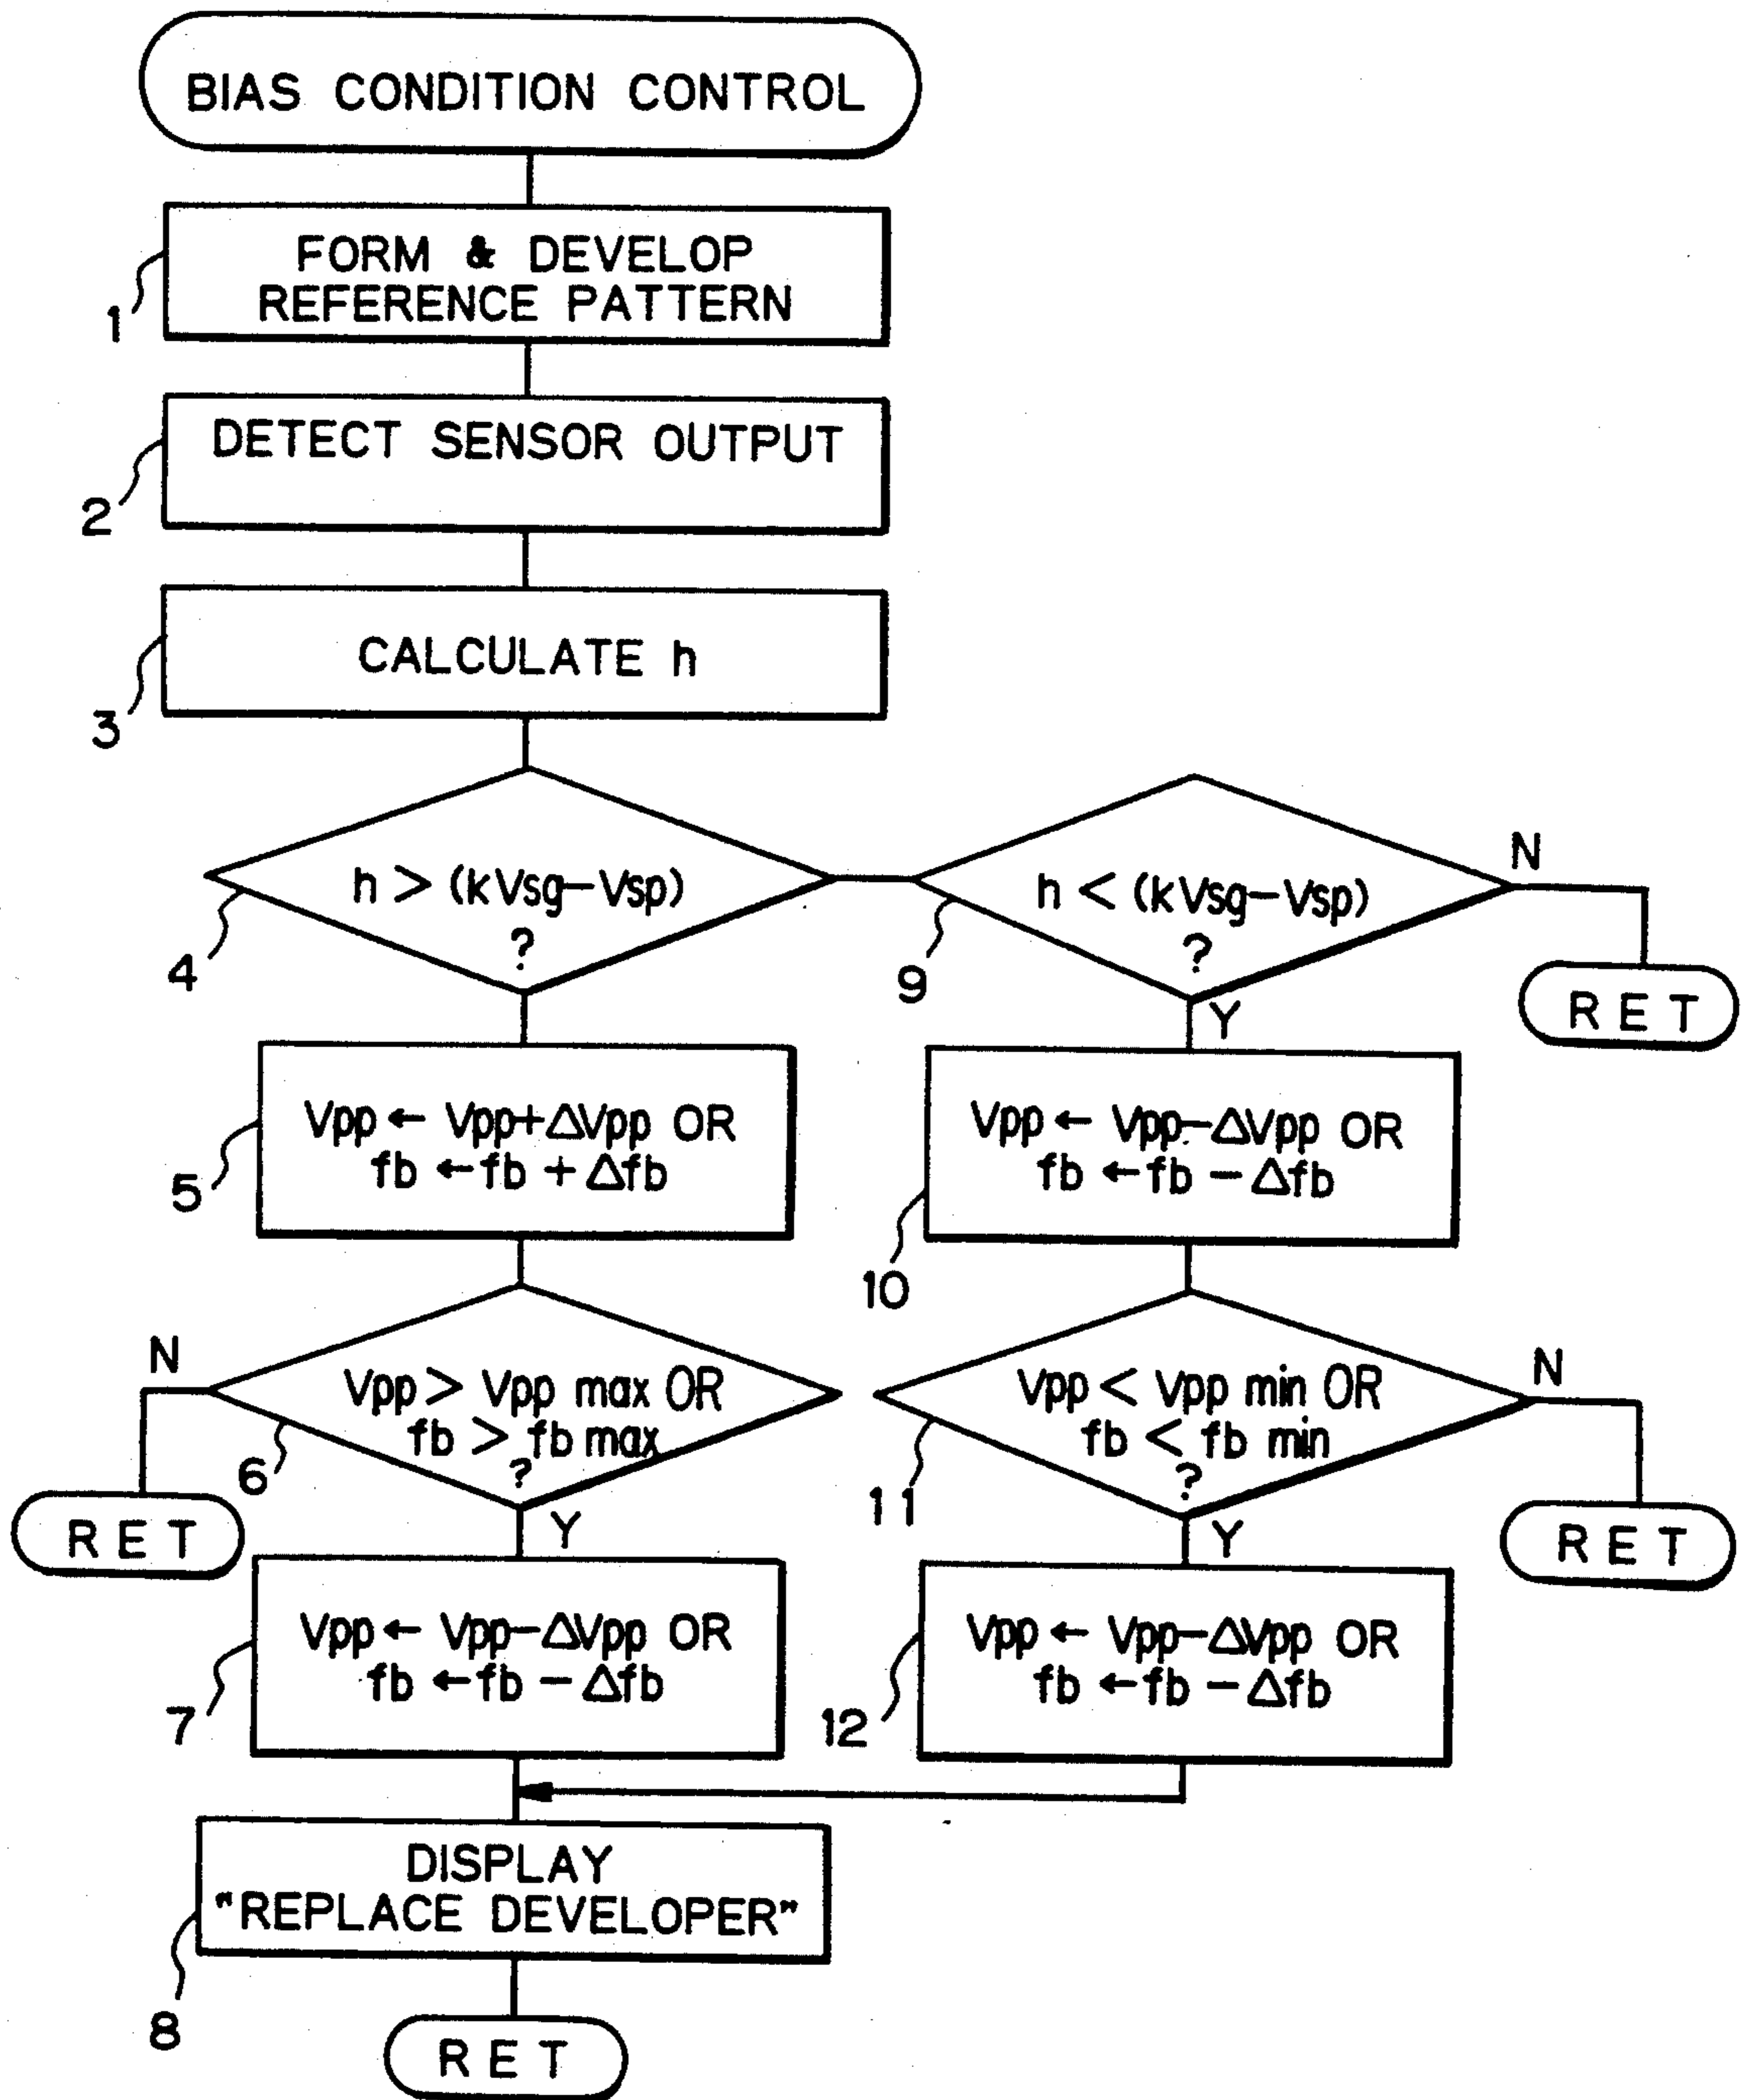 BIAS CONDITION CONTROL
FORM & DEVELOP
REFERENCE PATTERN
1
DETECT SENSOR OUTPUT
2
CALCULATE h
3
h > (kVsg-Vsp)
?
4
h < (kVsg-Vsp)
?
9
N
RET
Y
Vpp ← Vpp+ΔVpp OR
fb ← fb + Δfb
5
Vpp ← Vpp-ΔVpp OR
fb ← fb - Δfb
10
N
Vpp > Vpp max OR
fb > fb max
?
6
RET
Y
Vpp < Vpp min OR
fb < fb min
?
11
N
RET
Y
Vpp ← Vpp-ΔVpp OR
fb ← fb - Δfb
7
Vpp ← Vpp-ΔVpp OR
fb ← fb - Δfb
12
DISPLAY
"REPLACE DEVELOPER"
8
RET